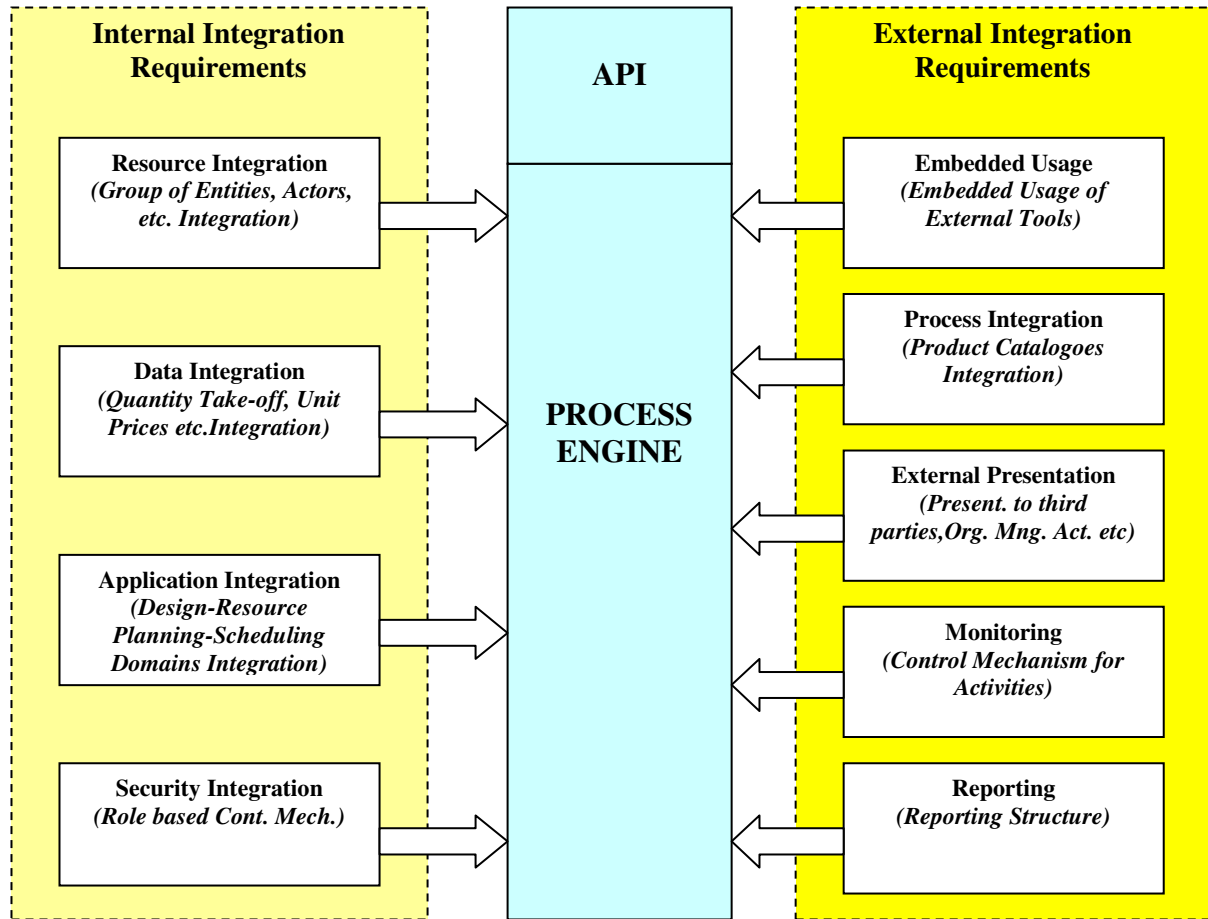 Internal Integration
Requirements
Resource Integration
(Group of Entities, Actors,
etc. Integration)
Data Integration
(Quantity Take-off, Unit
Prices etc.Integration)
Application Integration
(Design-Resource
Planning-Scheduling
Domains Integration)
Security Integration
(Role based Cont. Mech.)
API
PROCESS
ENGINE
External Integration
Requirements
Embedded Usage
(Embedded Usage of
External Tools)
Process Integration
(Product Catalogoes
Integration)
External Presentation
(Present. to third
parties,Org. Mng. Act. etc)
Monitoring
(Control Mechanism for
Activities)
Reporting
(Reporting Structure)